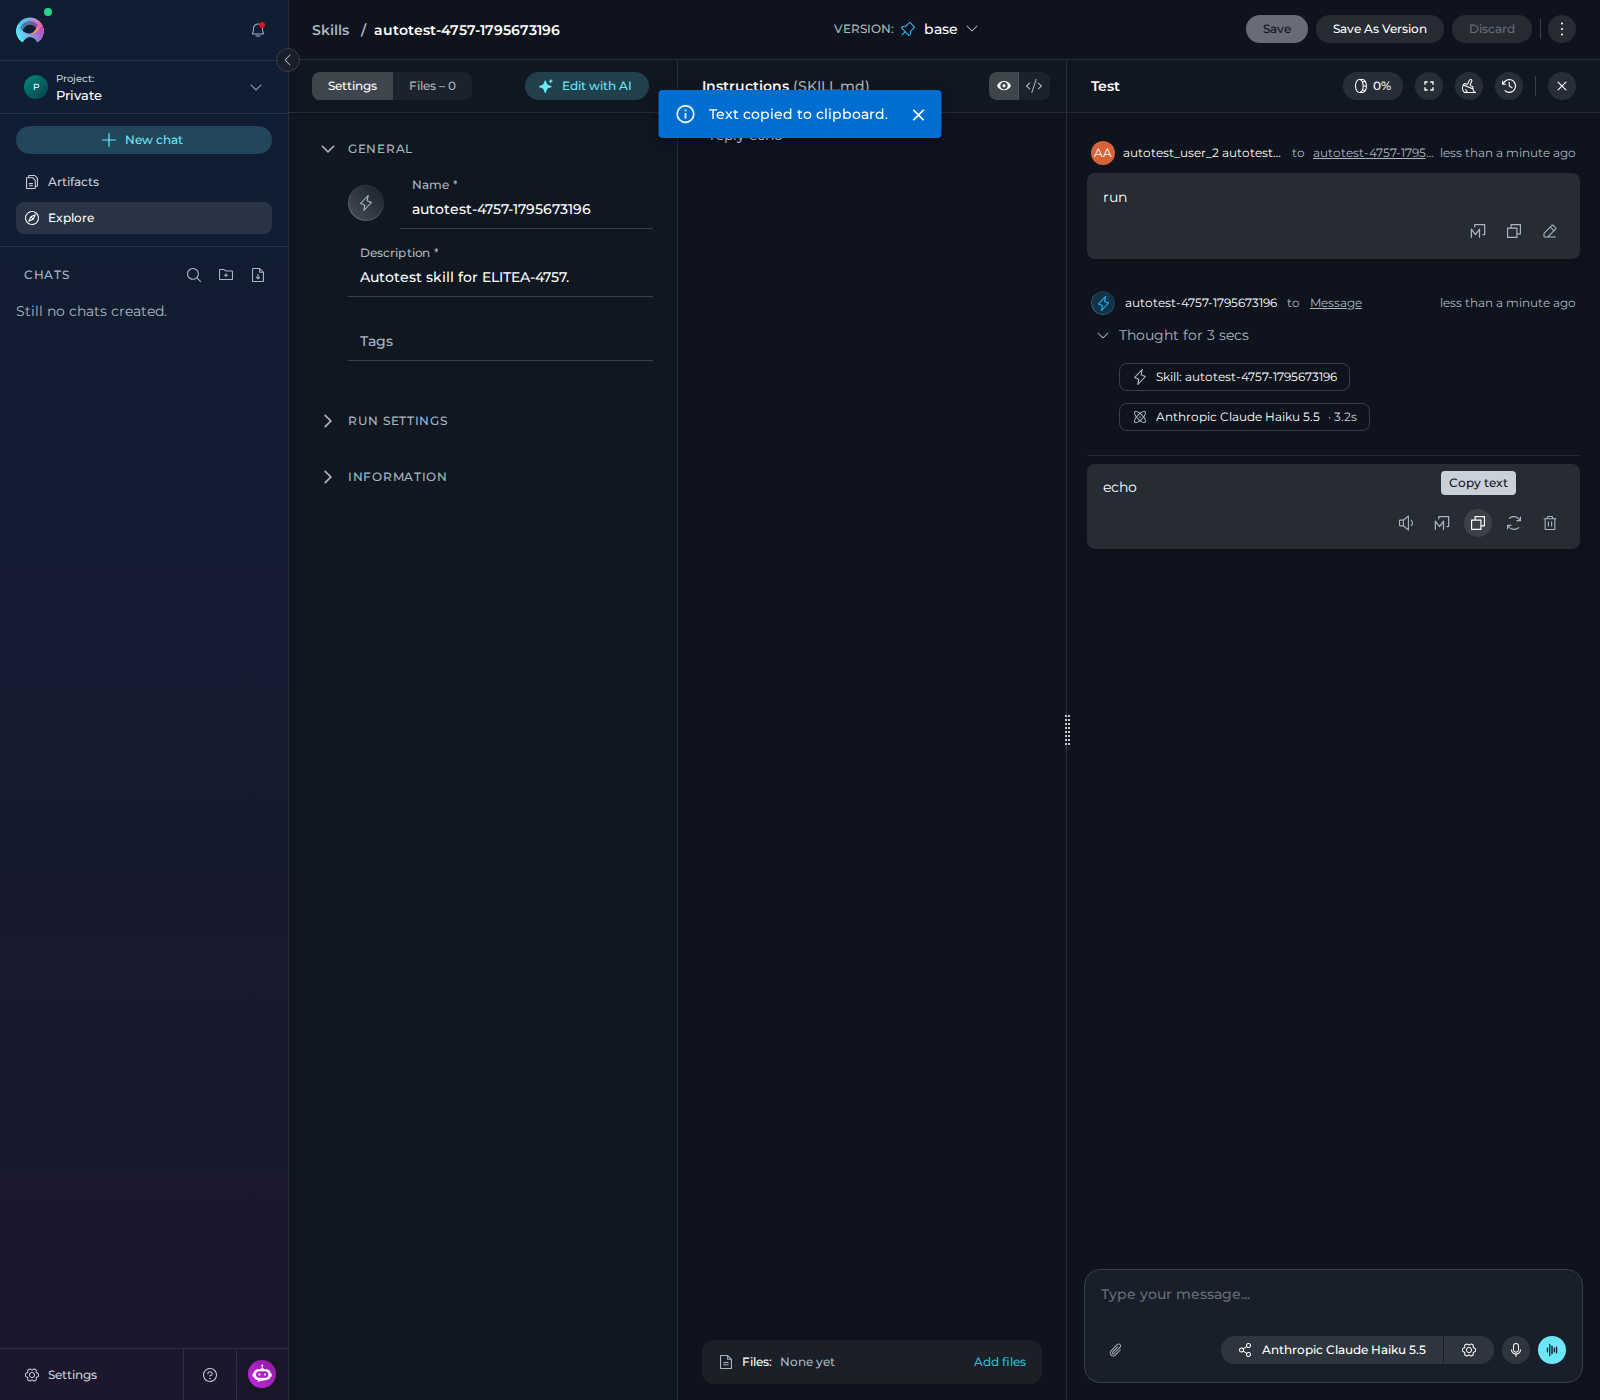 Project:
P
Private
New chat
Artifacts
Explore
CHATS
Still no chats created.
Settings
Skills / autotest-4757-1795673196
VERSION: base
Save
Save As Version
Discard
Settings
Files – 0
Edit with AI
GENERAL
Name *
autotest-4757-1795673196
Description *
Autotest skill for ELITEA-4757.
Tags
RUN SETTINGS
INFORMATION
Instructions (SKILL.md)
Text copied to clipboard.
reply echo
Files: None yet
Add files
Test
0%
AA autotest_user_2 autotest... to autotest-4757-1795... less than a minute ago
run
autotest-4757-1795673196 to Message less than a minute ago
Thought for 3 secs
Skill: autotest-4757-1795673196
Anthropic Claude Haiku 5.5 · 3.2s
echo
Copy text
Type your message...
Anthropic Claude Haiku 5.5